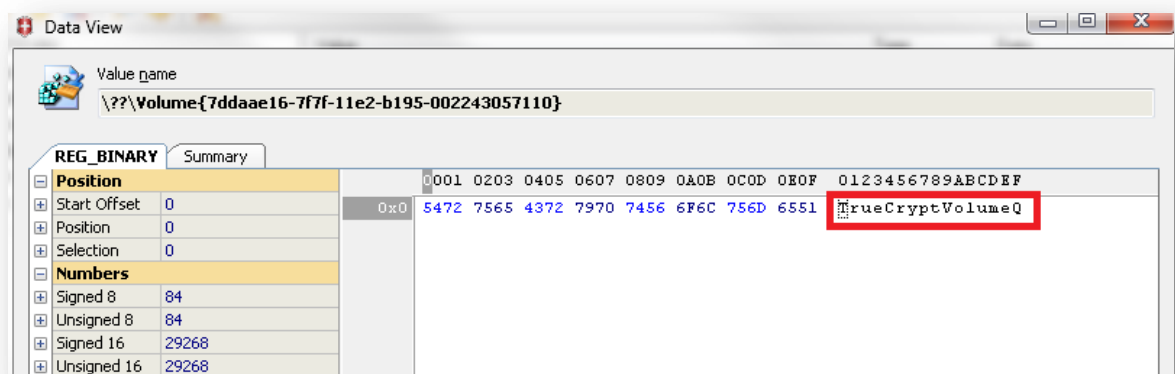 Data View
Value name
\??\Volume{7ddaae16-7f7f-11e2-b195-002243057110}
REG_BINARY Summary
Position
0001 0203 0405 0607 0809 0A0B 0C0D 0E0F 0123456789ABCDEF
Start Offset 0
0x0 5472 7565 4372 7970 7456 6F6C 756D 6551 TrueCryptVolumeQ
Position 0
Selection 0
Numbers
Signed 8 84
Unsigned 8 84
Signed 16 29268
Unsigned 16 29268